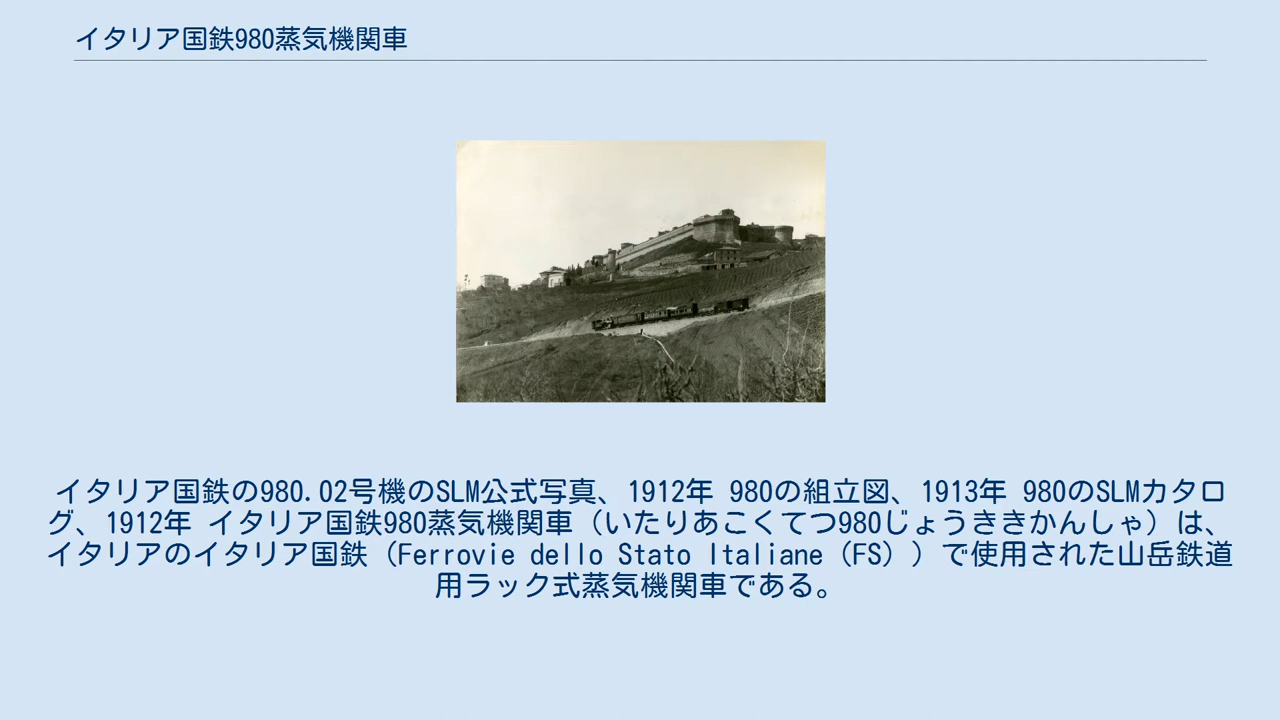 イタリア国鉄980蒸気機関車
イタリア国鉄の980.02号機のSLM公式写真、1912年 980の組立図、1913年 980のSLMカタロ
グ、1912年 イタリア国鉄980蒸気機関車（いたりあこくてつ980じょうききかんしゃ）は、
イタリアのイタリア国鉄（Ferrovie dello Stato Italiane（FS））で使用された山岳鉄道
用ラック式蒸気機関車である。